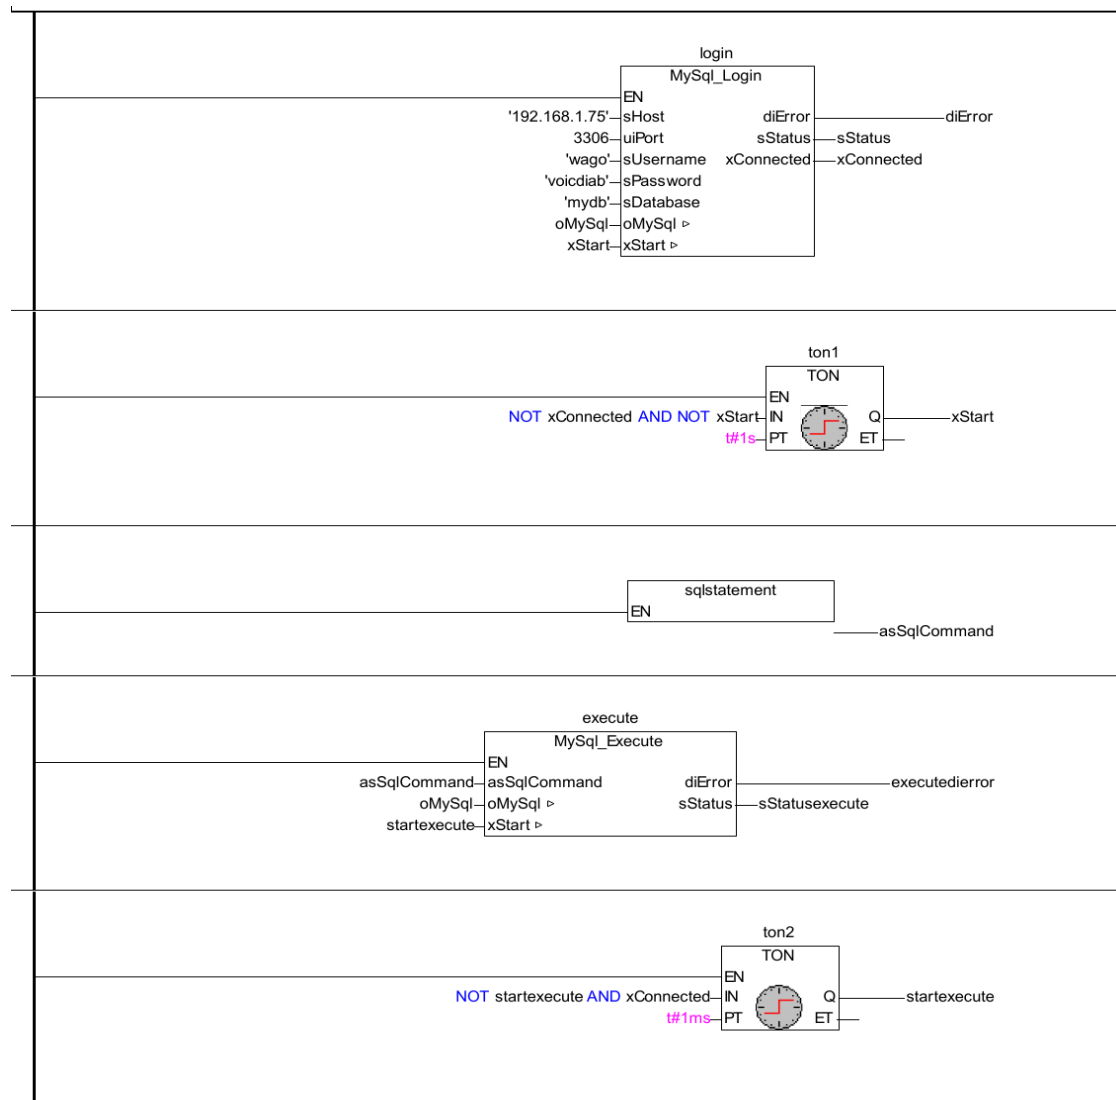 login
MySql_Login
EN
'192.168.1.75' sHost diError diError
3306 uiPort sStatus sStatus
'wago' sUsername xConnected xConnected
'voicdiab' sPassword
'mydb' sDatabase
oMySql oMySql
xStart xStart
ton1
TON
EN
NOT xConnected AND NOT xStart IN Q xStart
t#1s PT ET
sqlstatement
EN
asSqlCommand
execute
MySql_Execute
EN
asSqlCommand asSqlCommand diError executedierror
oMySql oMySql sStatus sStatusexecute
startexecute xStart
ton2
TON
EN
NOT startexecute AND xConnected IN Q startexecute
t#1ms PT ET